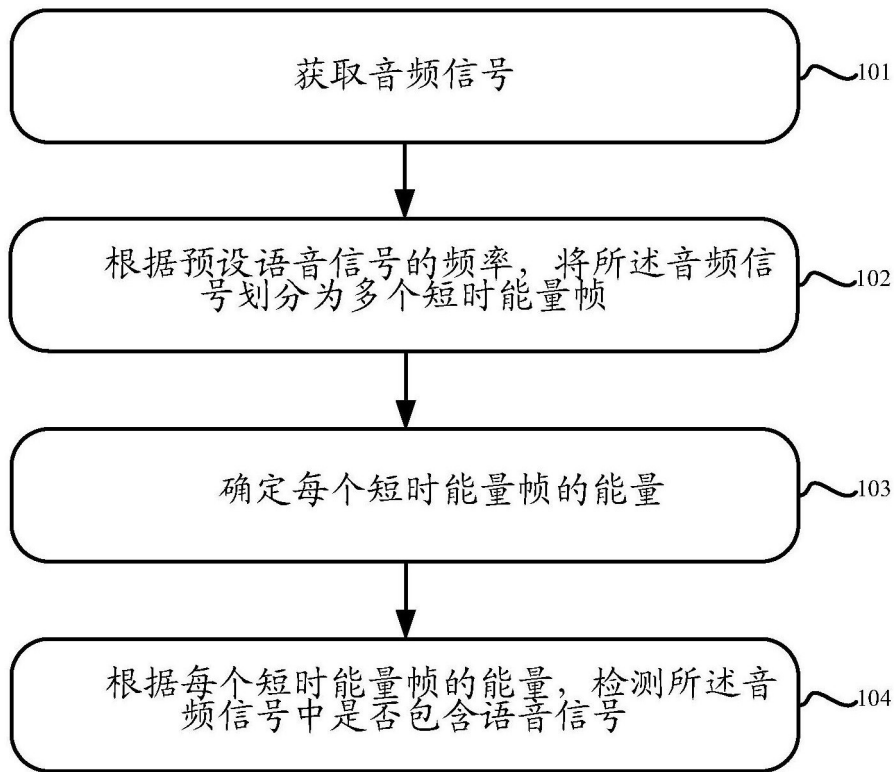 获取音频信号
101
根据预设语音信号的频率，将所述音频信
号划分为多个短时能量帧
102
确定每个短时能量帧的能量
103
根据每个短时能量帧的能量，检测所述音
频信号中是否包含语音信号
104